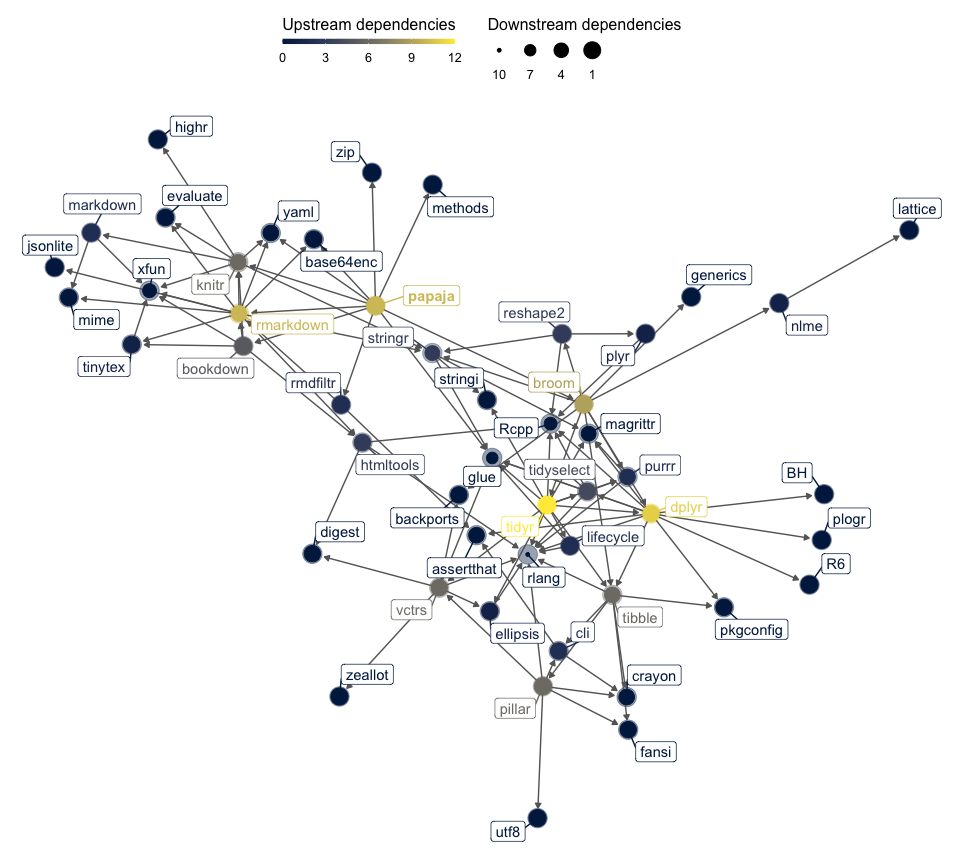 Upstream dependencies
Downstream dependencies
0 3 6 9 12
10 7 4 1
highr
zip
evaluate
markdown
methods
yaml
lattice
jsonlite
base64enc
xfun
generics
knitr
papaja
mime
rmarkdown
reshape2
nlme
stringr
plyr
tinytex
bookdown
rmdfiltr
stringi
broom
Rcpp
magrittr
htmltools
tidyselect
purrr
glue
BH
dplyr
backports
plogr
tidyr
lifecycle
digest
assertthat
R6
rlang
vctrs
tibble
ellipsis
cli
pkgconfig
zeallot
crayon
pillar
fansi
utf8